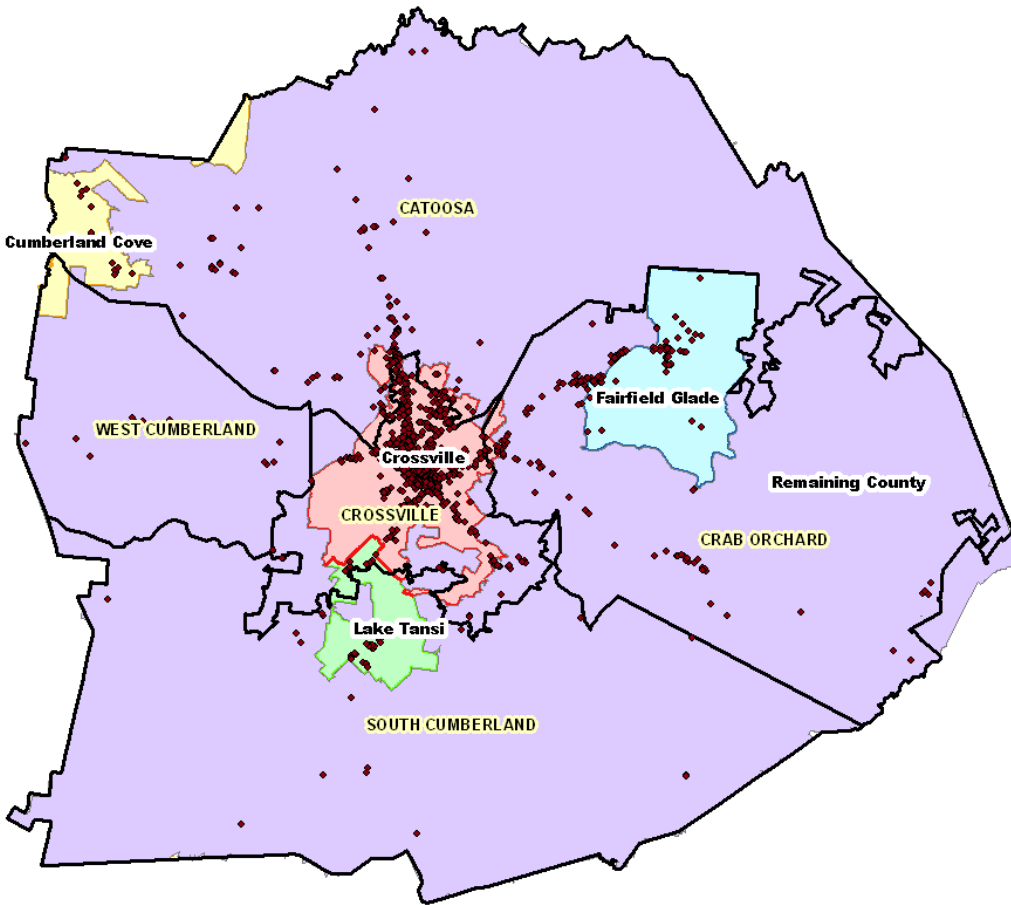 CATOOSA
Cumberland Cove
Fairfield Glade
WEST CUMBERLAND
Crossville
Remaining County
CROSSVILLE
CRAB ORCHARD
Lake Tansi
SOUTH CUMBERLAND